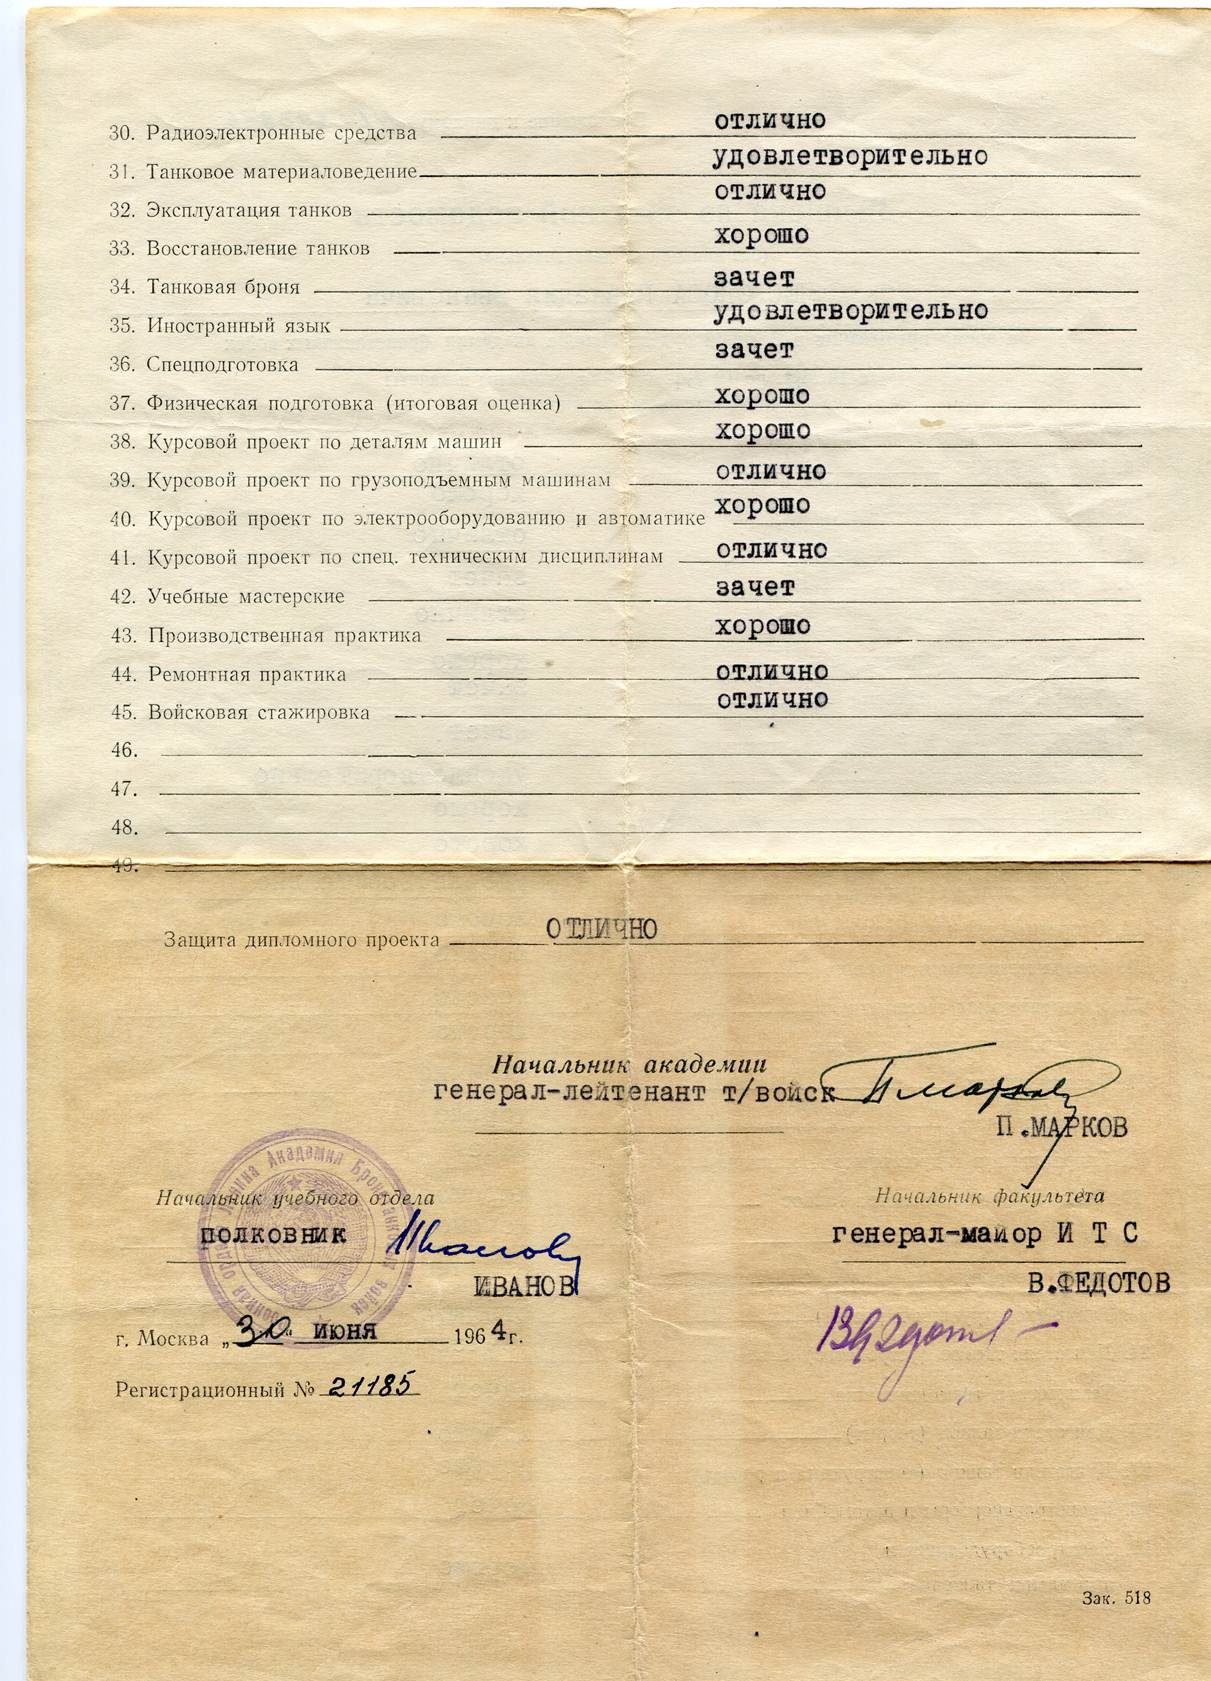 30. Радиоэлектронные средства отлично
31. Танковое материаловедение удовлетворительно
32. Эксплуатация танков отлично
33. Восстановление танков хорошо
34. Танковая броня зачет
35. Иностранный язык удовлетворительно
36. Спецподготовка зачет
37. Физическая подготовка (итоговая оценка) хорошо
38. Курсовой проект по деталям машин хорошо
39. Курсовой проект по грузоподъемным машинам отлично
40. Курсовой проект по электрооборудованию и автоматике хорошо
41. Курсовой проект по спец. техническим дисциплинам отлично
42. Учебные мастерские зачет
43. Производственная практика хорошо
44. Ремонтная практика отлично
45. Войсковая стажировка отлично
46.
47.
48.
49.
Защита дипломного проекта ОТЛИЧНО
Начальник академии
генерал-лейтенант т/войск
П.МАРКОВ
Начальник учебного отдела
полковник
ИВАНОВ
Начальник факультета
генерал-майор И Т С
В.ФЕДОТОВ
г. Москва „30" июня 1964г.
Регистрационный № 21185
Зак. 518